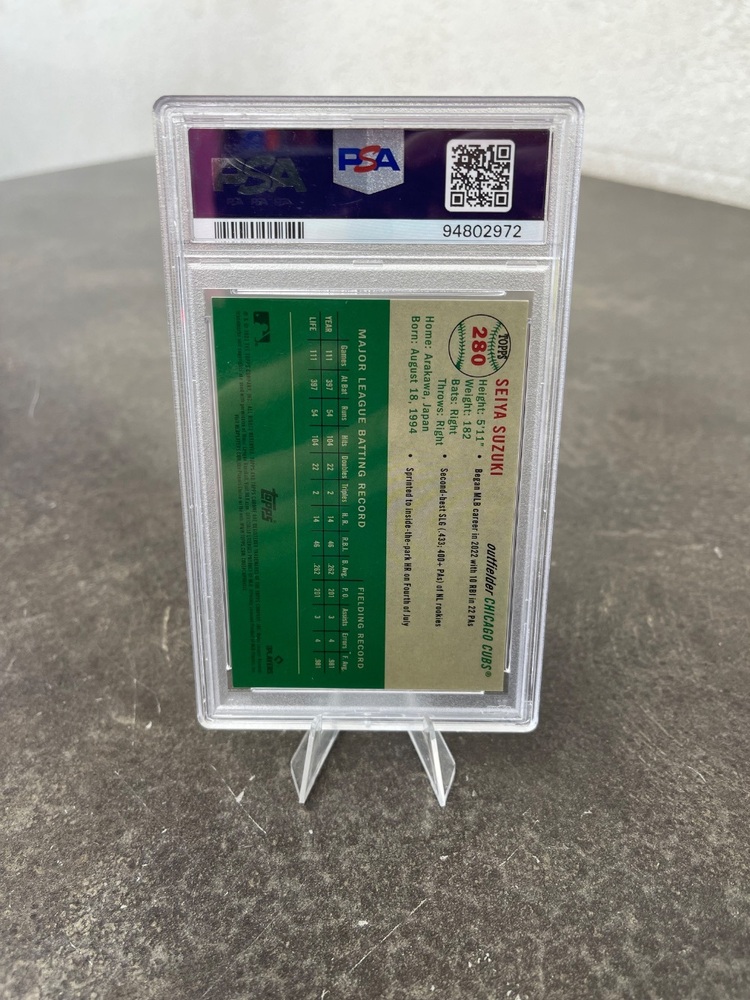 PSA
PSA
PSA PSA PSA
94802972
TOPPS
280
SEIYA SUZUKI
outfielder CHICAGO CUBS®
Height: 5'11"
Weight: 182
Bats: Right
Throws: Right
Home: Arakawa, Japan
Born: August 18, 1994
• Began MLB career in 2022 with 10 RBI in 22 PAs
• Second-best SLG (.433; 400+ PAs) of NL rookies
• Sprinted to inside-the-park HR on Fourth of July
MAJOR LEAGUE BATTING RECORD
FIELDING RECORD
Games At Bat Runs Hits Doubles Triples H. R. R.B.I. B. Avg. P.O. Assists Errors F. Avg.
YEAR 111 397 54 104 22 2 14 46 .262 201 3 4 .981
LIFE 111 397 54 104 22 2 14 46 .262 201 3 4 .981
topps